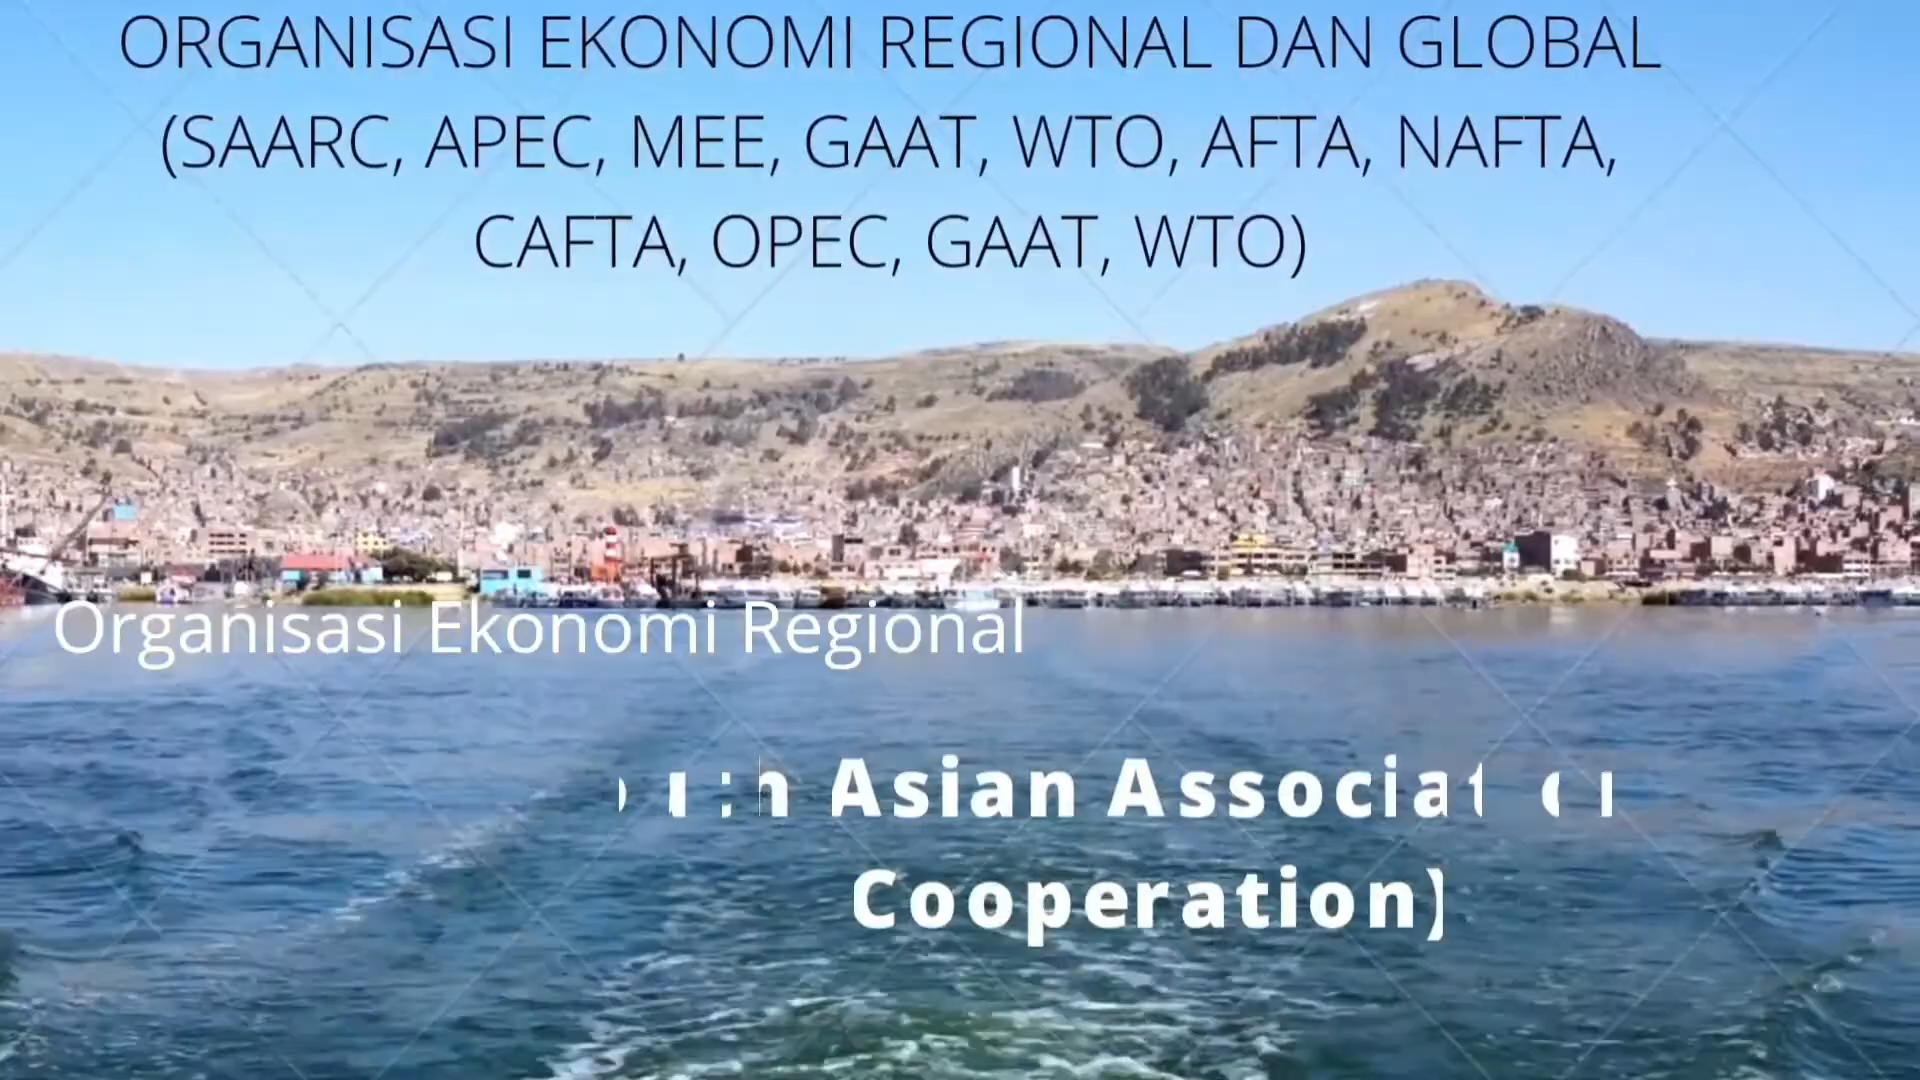 ORGANISASI EKONOMI REGIONAL DAN GLOBAL
(SAARC, APEC, MEE, GAAT, WTO, AFTA, NAFTA,
CAFTA, OPEC, GAAT, WTO)
Organisasi Ekonomi Regional
Asian
Cooperation)